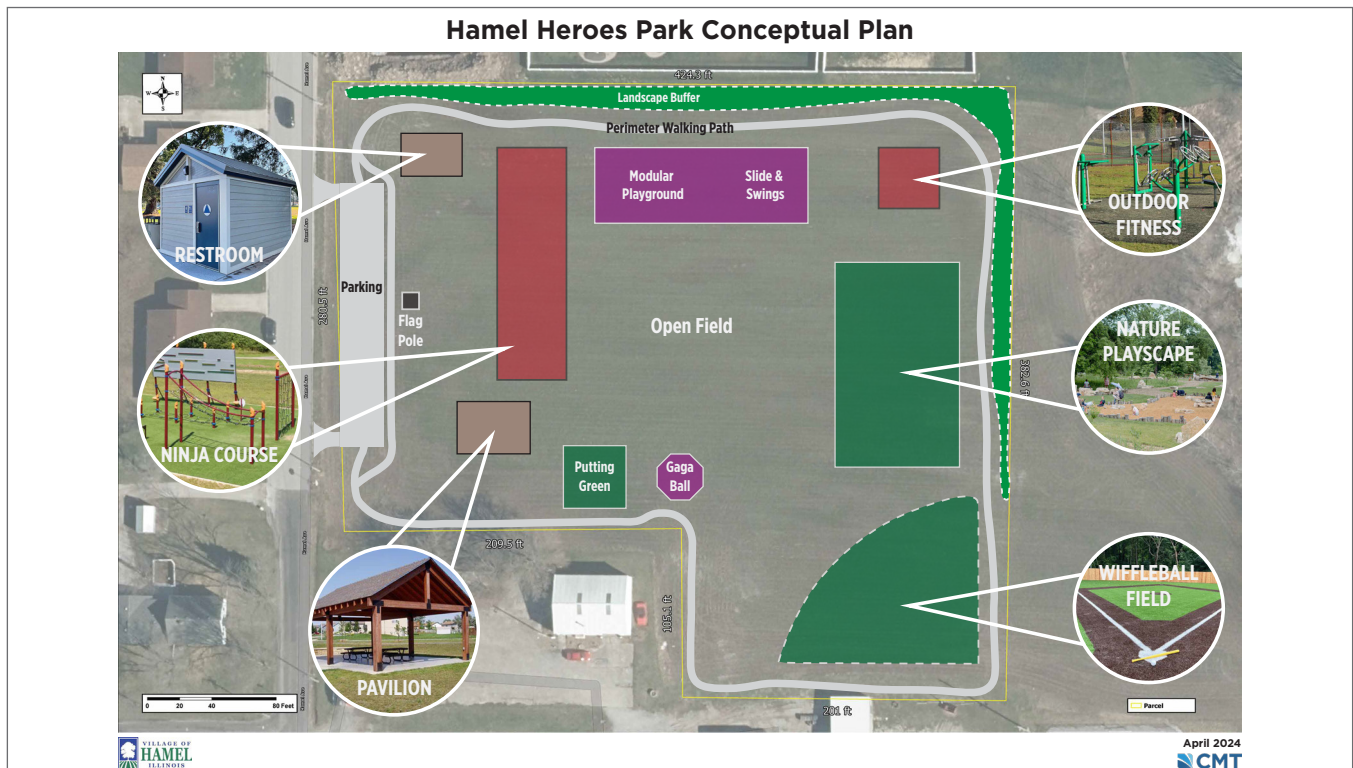 Hamel Heroes Park Conceptual Plan
N
W E
S
424.3 ft
Landscape Buffer
Perimeter Walking Path
Modular
Playground
Slide &
Swings
OUTDOOR
FITNESS
RESTROOM
Parking
280.5 ft
Flag
Pole
Open Field
NATURE
PLAYSCAPE
382.6 ft
NINJA COURSE
Putting
Green
Gaga
Ball
209.5 ft
105.1 ft
WIFFLEBALL
FIELD
PAVILION
201 ft
0 20 40 80 Feet
Parcel
VILLAGE OF
HAMEL
ILLINOIS
April 2024
CMT